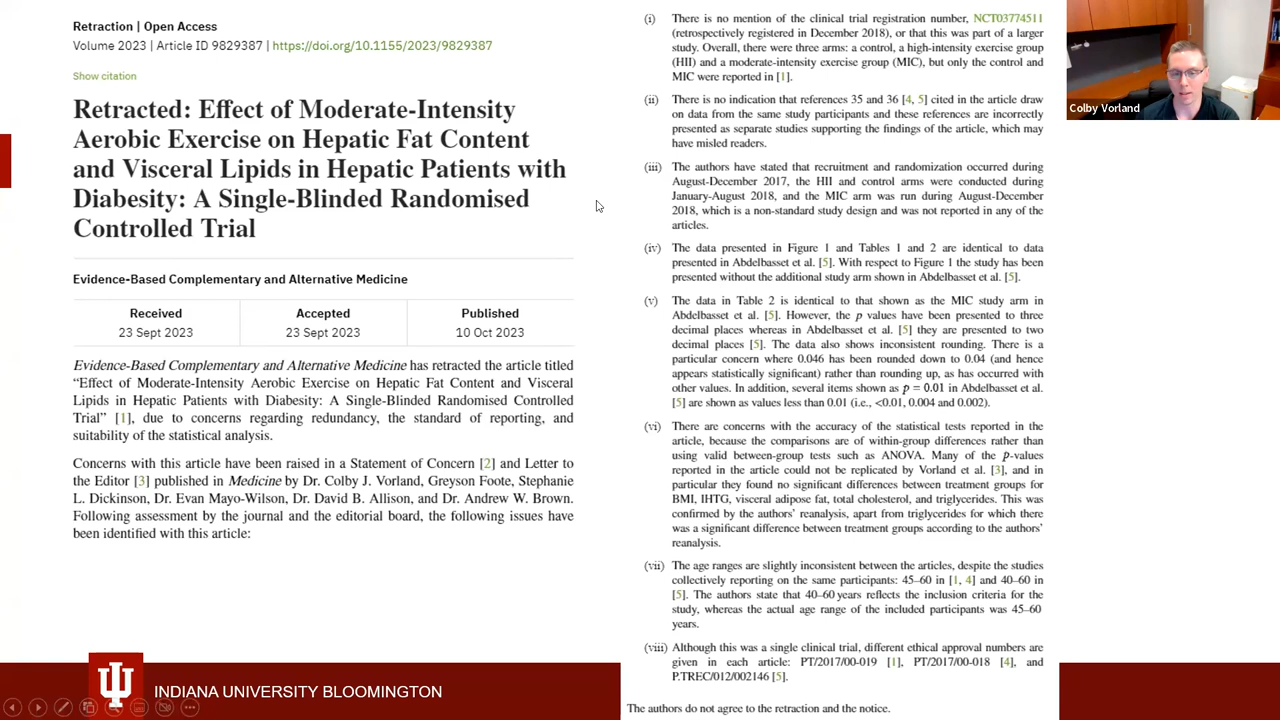 Retraction | Open Access
Volume 2023 | Article ID 9829387 | https://doi.org/10.1155/2023/9829387
Show citation
Retracted: Effect of Moderate-Intensity
Aerobic Exercise on Hepatic Fat Content
and Visceral Lipids in Hepatic Patients with
Diabesity: A Single-Blinded Randomised
Controlled Trial
Evidence-Based Complementary and Alternative Medicine
Received Accepted Published
23 Sept 2023 23 Sept 2023 10 Oct 2023
Evidence-Based Complementary and Alternative Medicine has retracted the article titled
“Effect of Moderate-Intensity Aerobic Exercise on Hepatic Fat Content and Visceral
Lipids in Hepatic Patients with Diabesity: A Single-Blinded Randomised Controlled
Trial” [1], due to concerns regarding redundancy, the standard of reporting, and
suitability of the statistical analysis.
Concerns with this article have been raised in a Statement of Concern [2] and Letter to
the Editor [3] published in Medicine by Dr. Colby J. Vorland, Greyson Foote, Stephanie
L. Dickinson, Dr. Evan Mayo-Wilson, Dr. David B. Allison, and Dr. Andrew W. Brown.
Following assessment by the journal and the editorial board, the following issues have
been identified with this article:
(i) There is no mention of the clinical trial registration number, NCT03774511
(retrospectively registered in December 2018), or that this was part of a larger
study. Overall, there were three arms: a control, a high-intensity exercise group
(HII) and a moderate-intensity exercise group (MIC), but only the control and
MIC were reported in [1].
(ii) There is no indication that references 35 and 36 [4, 5] cited in the article draw
on data from the same study participants and these references are incorrectly
presented as separate studies supporting the findings of the article, which may
have misled readers.
(iii) The authors have stated that recruitment and randomization occurred during
August-December 2017, the HII and control arms were conducted during
January-August 2018, and the MIC arm was run during August-December
2018, which is a non-standard study design and was not reported in any of the
articles.
(iv) The data presented in Figure 1 and Tables 1 and 2 are identical to data
presented in Abdelbasset et al. [5]. With respect to Figure 1 the study has been
presented without the additional study arm shown in Abdelbasset et al. [5].
(v) The data in Table 2 is identical to that shown as the MIC study arm in
Abdelbasset et al. [5]. However, the p values have been presented to three
decimal places whereas in Abdelbasset et al. [5] they are presented to two
decimal places [5]. The data also shows inconsistent rounding. There is a
particular concern where 0.046 has been rounded down to 0.04 (and hence
appears statistically significant) rather than rounding up, as has occurred with
other values. In addition, several items shown as p = 0.01 in Abdelbasset et al.
[5] are shown as values less than 0.01 (i.e., <0.01, 0.004 and 0.002).
(vi) There are concerns with the accuracy of the statistical tests reported in the
article, because the comparisons are of within-group differences rather than
using valid between-group tests such as ANOVA. Many of the p-values
reported in the article could not be replicated by Vorland et al. [3], and in
particular they found no significant differences between treatment groups for
BMI, IHTG, visceral adipose fat, total cholesterol, and triglycerides. This was
confirmed by the authors' reanalysis, apart from triglycerides for which there
was a significant difference between treatment groups according to the authors'
reanalysis.
(vii) The age ranges are slightly inconsistent between the articles, despite the studies
collectively reporting on the same participants: 45–60 in [1, 4] and 40–60 in
[5]. The authors state that 40–60 years reflects the inclusion criteria for the
study, whereas the actual age range of the included participants was 45–60
years.
(viii) Although this was a single clinical trial, different ethical approval numbers are
given in each article: PT/2017/00-019 [1], PT/2017/00-018 [4], and
P.TREC/012/002146 [5].
The authors do not agree to the retraction and the notice.
Colby Vorland
INDIANA UNIVERSITY BLOOMINGTON